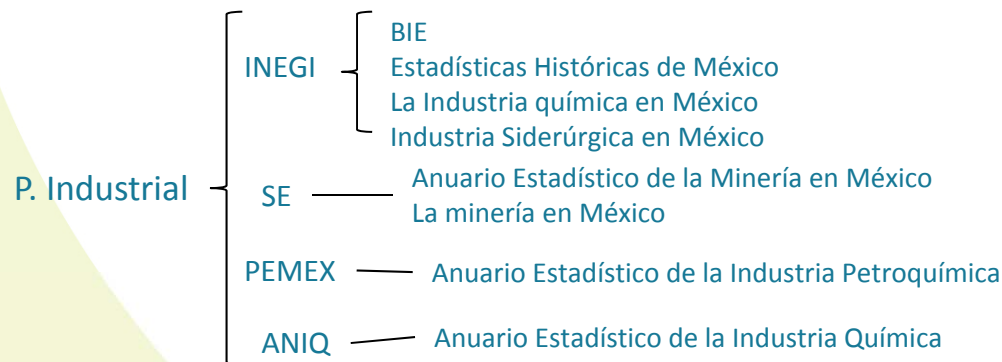 P. Industrial
INEGI
BIE
Estadísticas Históricas de México
La Industria química en México
Industria Siderúrgica en México
SE
Anuario Estadístico de la Minería en México
La minería en México
PEMEX
Anuario Estadístico de la Industria Petroquímica
ANIQ
Anuario Estadístico de la Industria Química